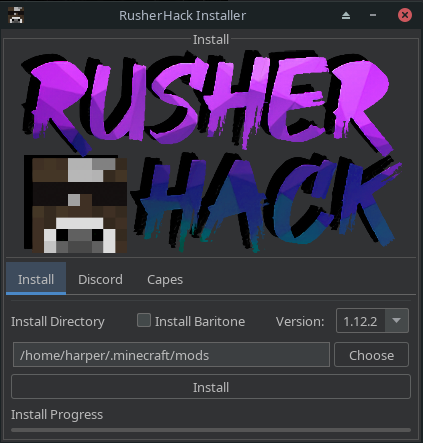 RusherHack Installer
Install
RUSHER
HACK
Install Discord Capes
Install Directory Install Baritone Version: 1.12.2
/home/harper/.minecraft/mods Choose
Install
Install Progress